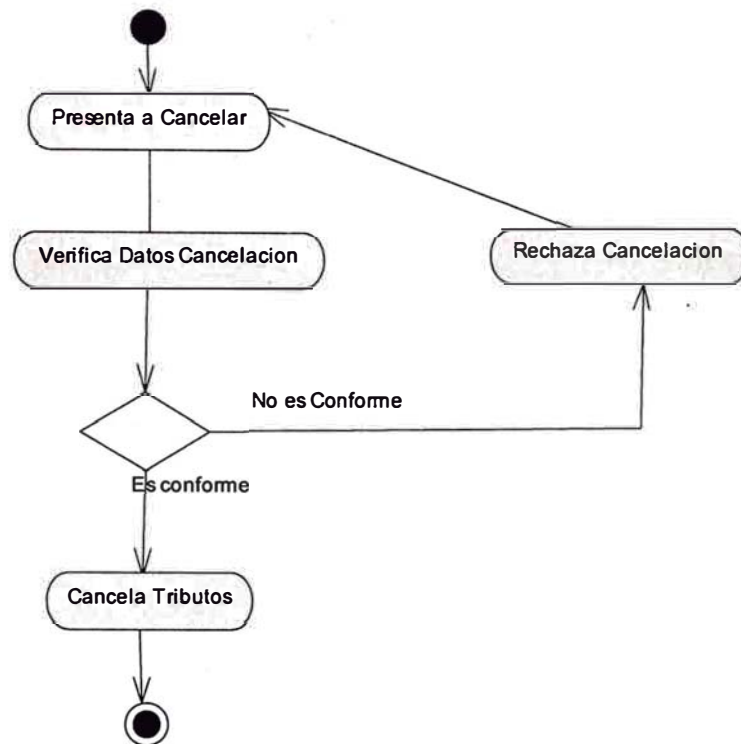 Presenta a Cancelar
Verifica Datos Cancelacion
Rechaza Cancelacion
No es Conforme
Es conforme
Cancela Tributos